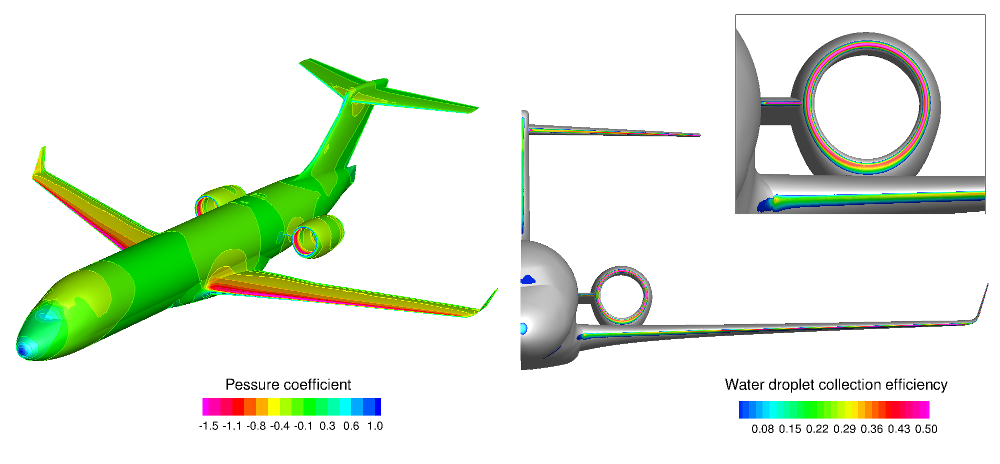 Pessure coefficient
-1.5 -1.1 -0.8 -0.4 -0.1 0.3 0.6 1.0
Water droplet collection efficiency
0.08 0.15 0.22 0.29 0.36 0.43 0.50